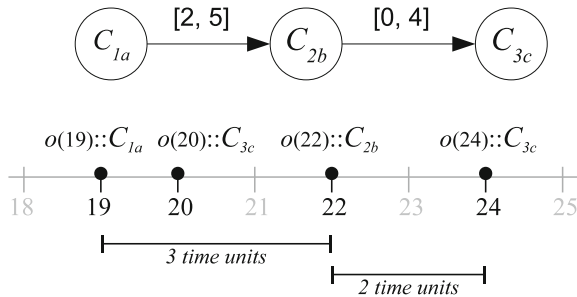 [2, 5] [0, 4]
C1a C2b C3c
o(19)::C1a o(20)::C3c o(22)::C2b o(24)::C3c
18 19 20 21 22 23 24 25
3 time units
2 time units